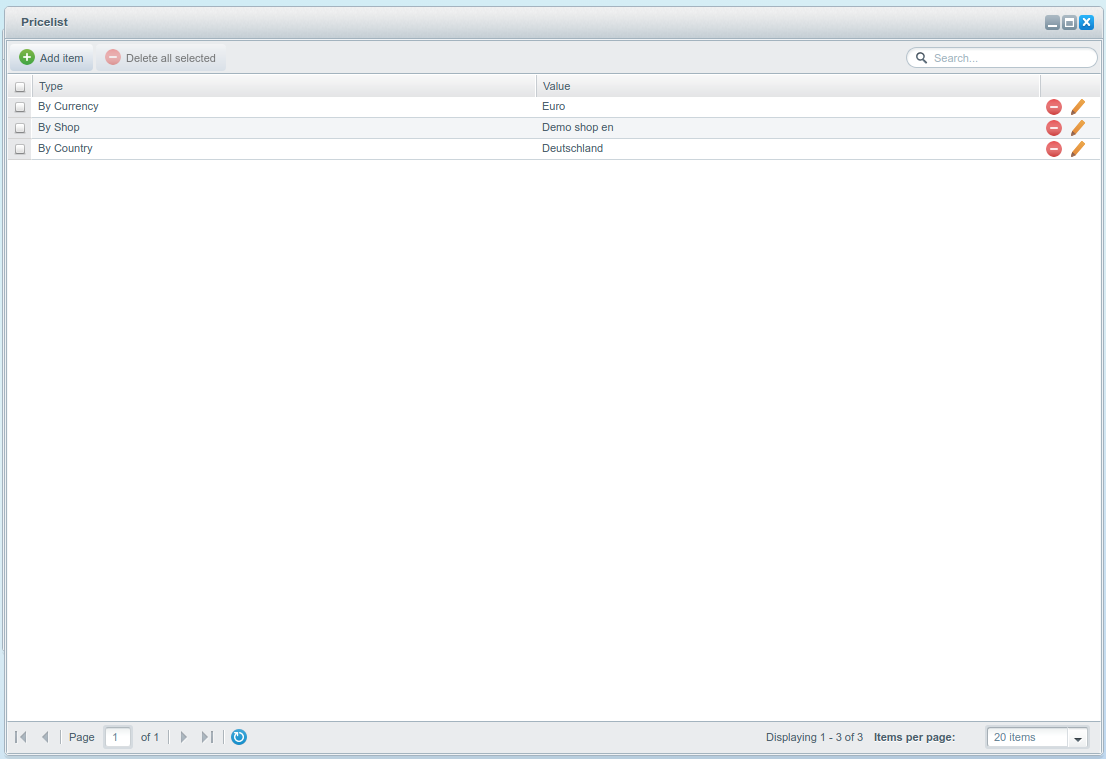 Pricelist
Add item Delete all selected Search...
Type Value
By Currency Euro
By Shop Demo shop en
By Country Deutschland
Page 1 of 1 Displaying 1 - 3 of 3 Items per page: 20 items